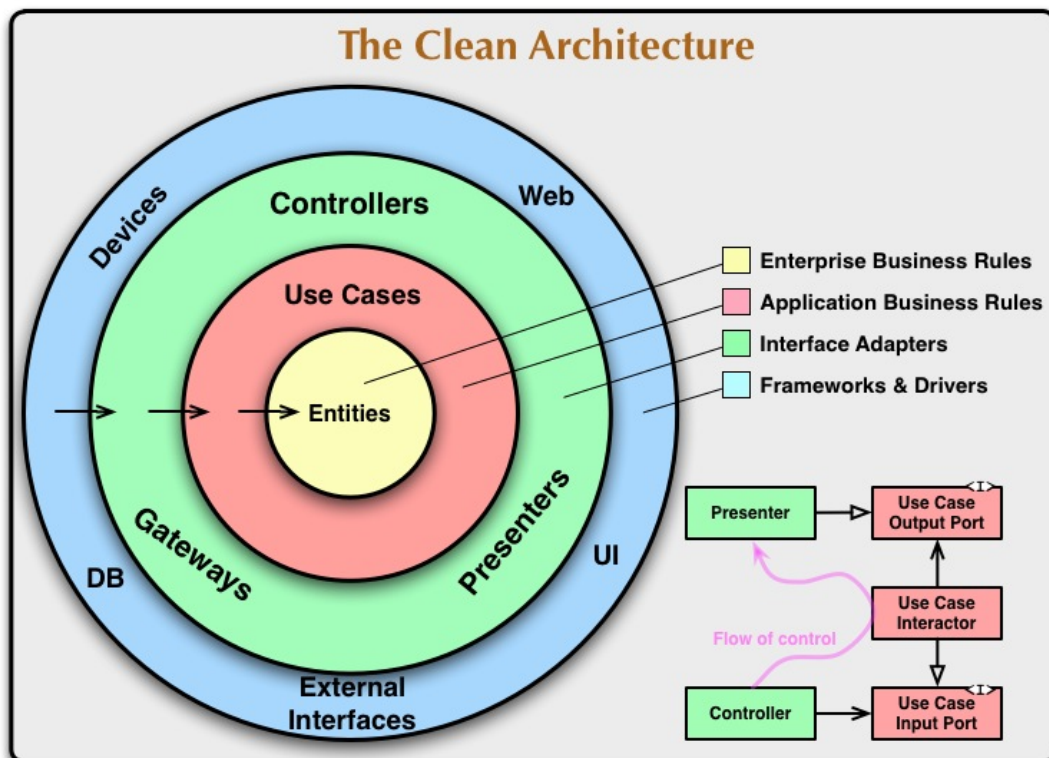 The Clean Architecture
Devices
Web
Controllers
Use Cases
Entities
Gateways
Presenters
DB
UI
External
Interfaces
Enterprise Business Rules
Application Business Rules
Interface Adapters
Frameworks & Drivers
Presenter
<I>
Use Case
Output Port
Flow of control
Use Case
Interactor
Controller
<I>
Use Case
Input Port